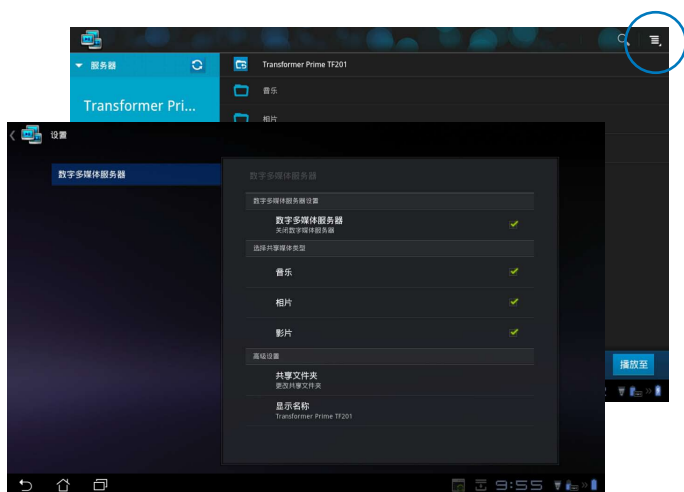 服务器
Transformer Prime TF201
音乐
Transformer Pri...
相片
设置
数字多媒体服务器
数字多媒体服务器
数字多媒体服务器设置
数字多媒体服务器
关闭数字媒体服务器
选择共享媒体类型
音乐
相片
影片
高级设置
共享文件夹
更改共享文件夹
显示名称
Transformer Prime TF201
播放至
9:55